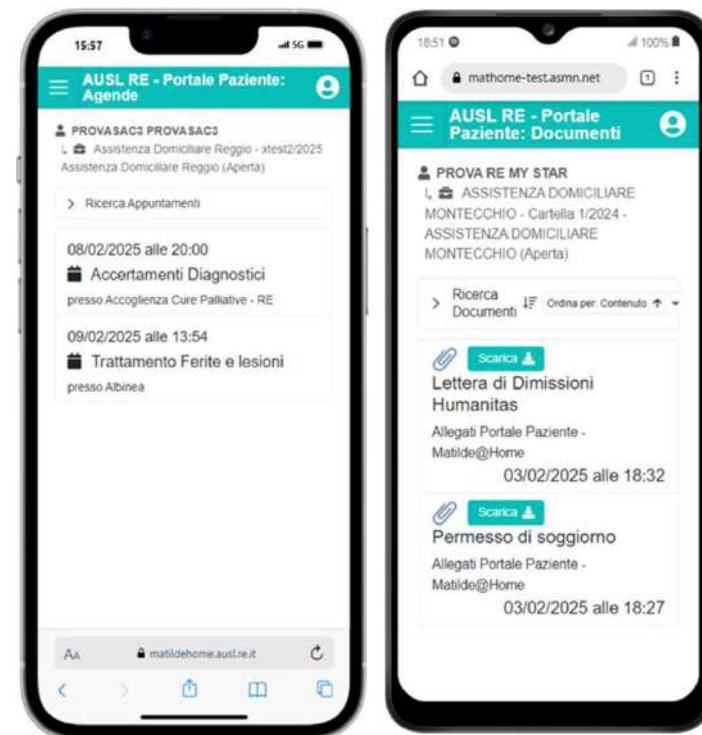 15:57
5G
AUSL RE - Portale Paziente:
Agende
PROVASAC3 PROVASAC3
Assistenza Domiciliare Reggio - xtest2/2025
Assistenza Domiciliare Reggio (Aperta)
Ricerca Appuntamenti
08/02/2025 alle 20:00
Accertamenti Diagnostici
presso Accoglienza Cure Palliative - RE
09/02/2025 alle 13:54
Trattamento Ferite e lesioni
presso Albinea
AA
matildehome.ausl.re.it
18:51
100%
mathome-test.asmn.net
1
AUSL RE - Portale
Paziente: Documenti
PROVA RE MY STAR
ASSISTENZA DOMICILIARE
MONTECCHIO - Cartella 1/2024 -
ASSISTENZA DOMICILIARE
MONTECCHIO (Aperta)
Ricerca
Documenti
Ordina per: Contenuto
Scarica
Lettera di Dimissioni
Humanitas
Allegati Portale Paziente -
Matilde@Home
03/02/2025 alle 18:32
Scarica
Permesso di soggiorno
Allegati Portale Paziente -
Matilde@Home
03/02/2025 alle 18:27